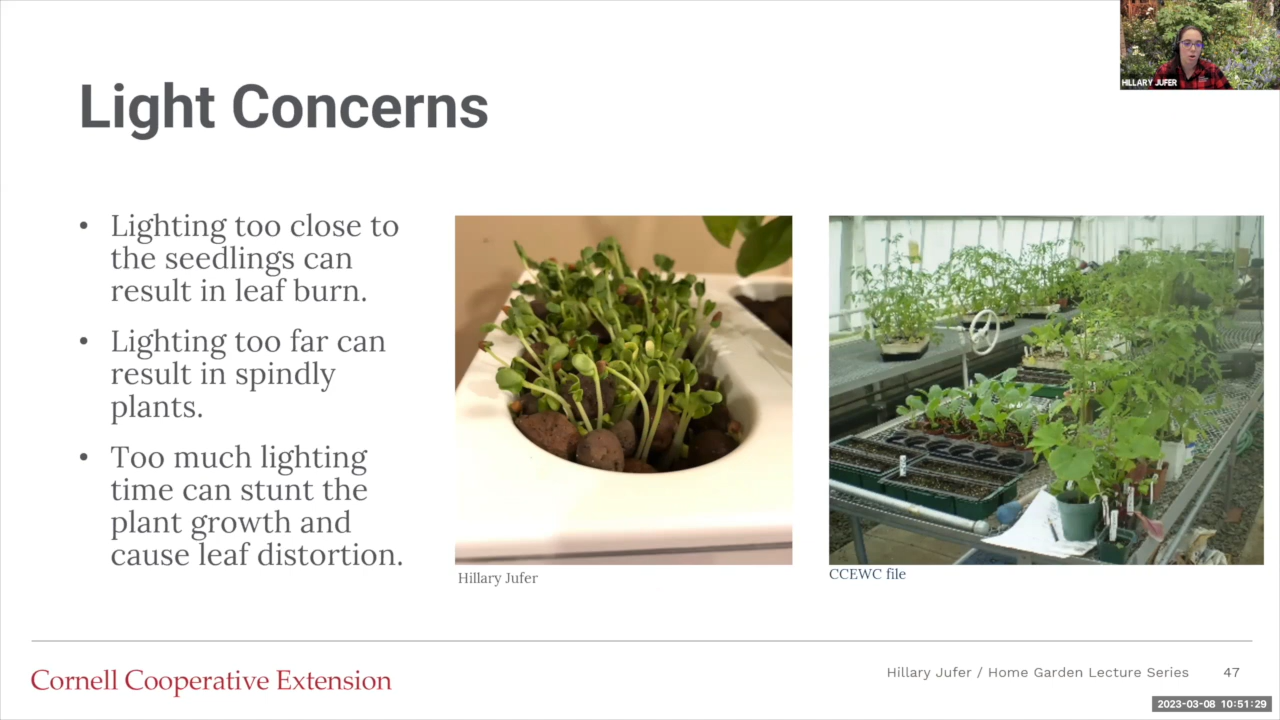 HILLARY JUFER
Light Concerns
• Lighting too close to
the seedlings can
result in leaf burn.
• Lighting too far can
result in spindly
plants.
• Too much lighting
time can stunt the
plant growth and
cause leaf distortion.
Hillary Jufer
CCEWC file
Cornell Cooperative Extension
Hillary Jufer / Home Garden Lecture Series 47
2023-03-08 10:51:29